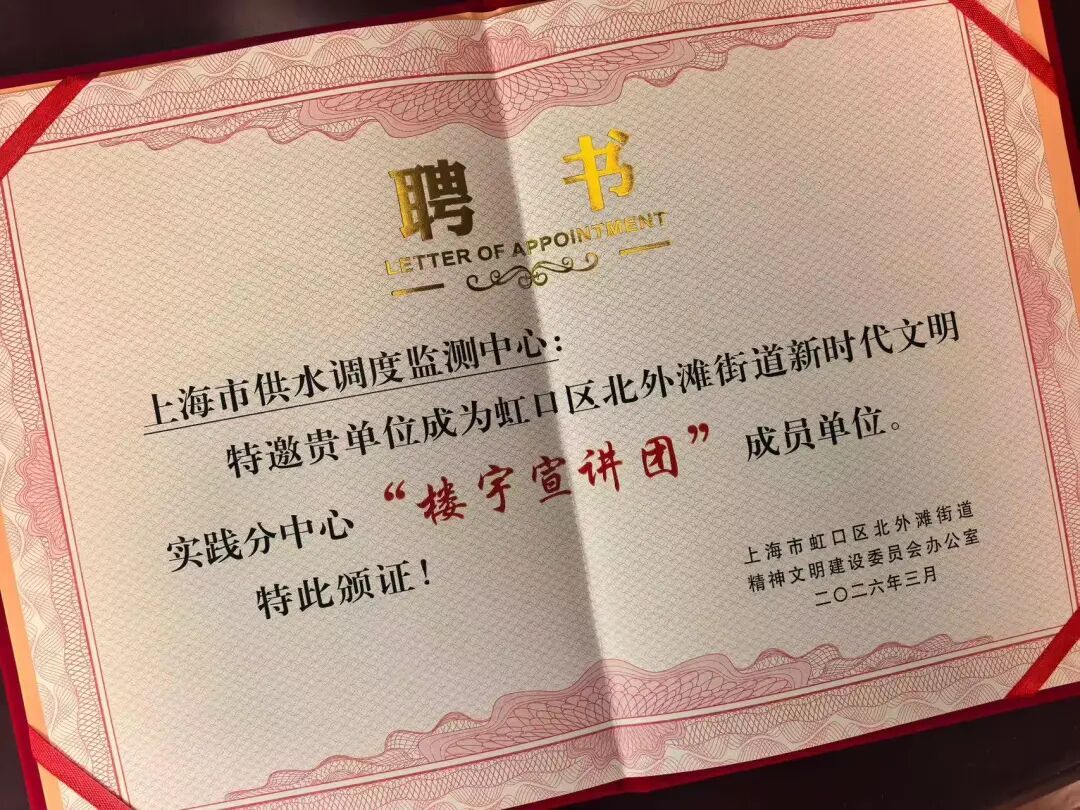 聘书
LETTER OF APPOINTMENT
上海市供水调度监测中心：
特邀贵单位成为虹口区北外滩街道新时代文明
实践分中心“楼宇宣讲团”成员单位。
特此颁证！
上海市虹口区北外滩街道
精神文明建设委员会办公室
二〇二六年三月